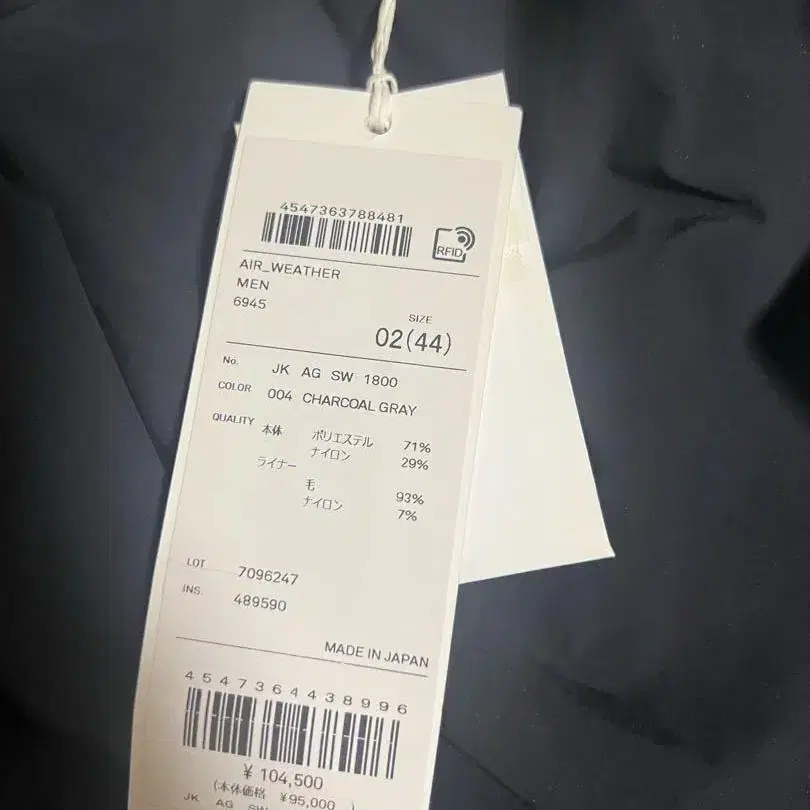 4547363788481
RFID
AIR_WEATHER
MEN
6945
SIZE
02(44)
No. JK AG SW 1800
COLOR 004 CHARCOAL GRAY
QUALITY 本体 ポリエステル 71%
ナイロン 29%
ライナー
毛 93%
ナイロン 7%
LOT 7096247
INS. 489590
MADE IN JAPAN
4547364438996
¥ 104,500
(本体価格 ¥95,000 )
JK AG SW